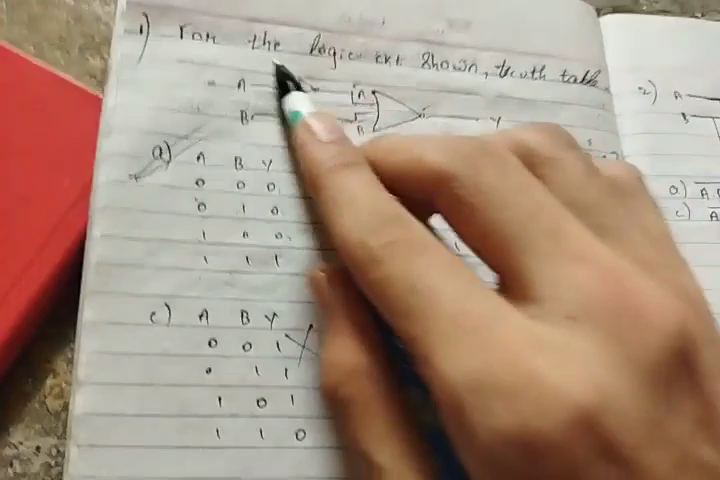 1) For the logic ckt shown, truth table
A
B
A
B
Y
a) A B Y
0 0 0
0 1 0
1 0 0
1 1 1
c) A B Y
0 0 1
0 1 1
1 0 1
1 1 0
2) A
B
a)
c) A